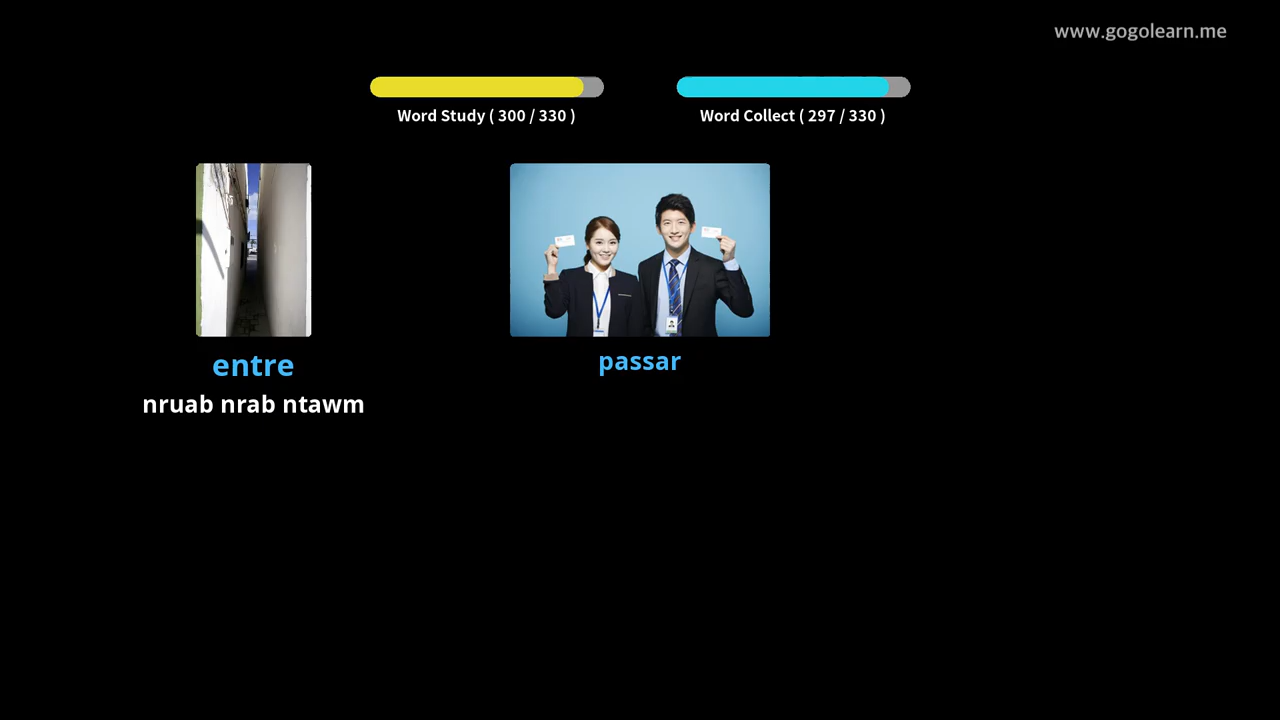 www.gogolearn.me
Word Study ( 300 / 330 )
Word Collect ( 297 / 330 )
entre
nruab nrab ntawm
passar